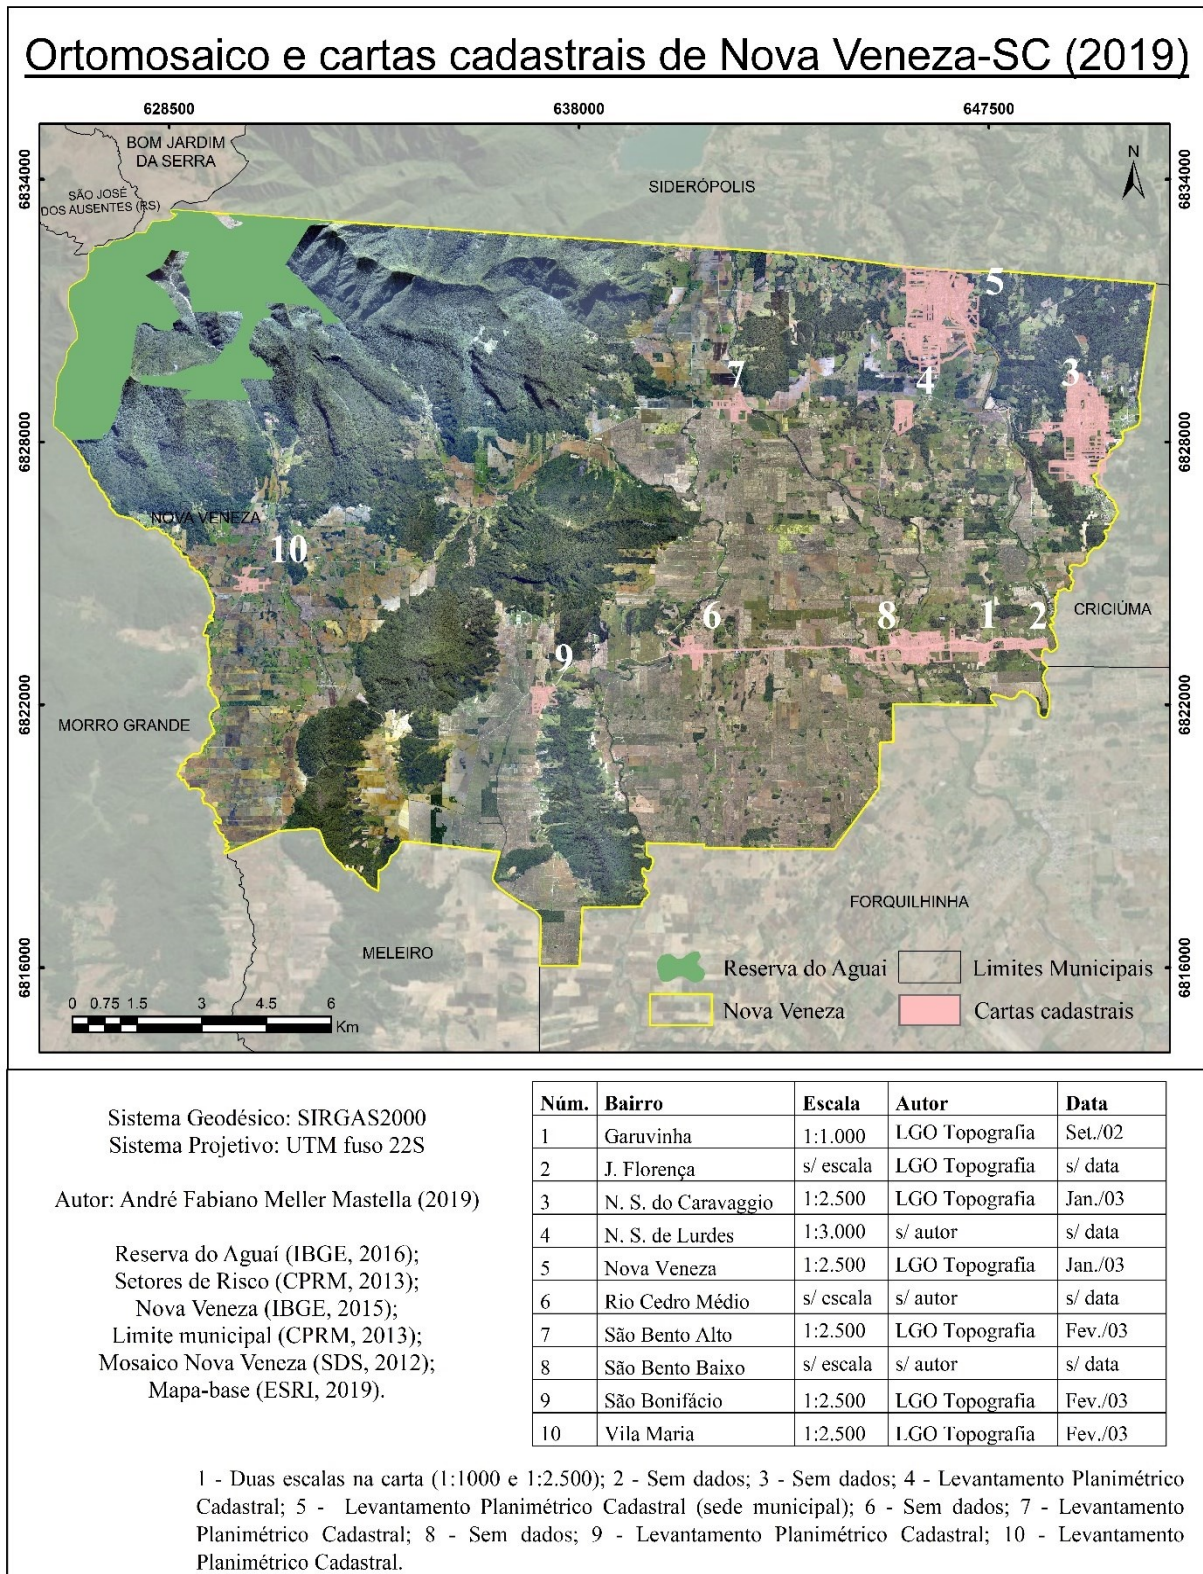 Ortomosaico e cartas cadastrais de Nova Veneza-SC (2019)
628500 638000 647500
BOM JARDIM
DA SERRA
N
6834000 6834000
SÃO JOSÉ
DOS AUSENTES (RS)
SIDERÓPOLIS
5
7 4 3
6828000 6828000
NOVA VENEZA
10
CRICIÚMA
6 8 1 2
9
6822000 6822000
MORRO GRANDE
FORQUILHINHA
MELEIRO
6816000 6816000
Reserva do Aguaí Limites Municipais
Nova Veneza Cartas cadastrais
0 0.75 1.5 3 4.5 6
Km
Sistema Geodésico: SIRGAS2000
Sistema Projetivo: UTM fuso 22S
Autor: André Fabiano Meller Mastella (2019)
Reserva do Aguaí (IBGE, 2016);
Setores de Risco (CPRM, 2013);
Nova Veneza (IBGE, 2015);
Limite municipal (CPRM, 2013);
Mosaico Nova Veneza (SDS, 2012);
Mapa-base (ESRI, 2019).
Núm. Bairro Escala Autor Data
1 Garuvinha 1:1.000 LGO Topografia Set./02
2 J. Florença s/ escala LGO Topografia s/ data
3 N. S. do Caravaggio 1:2.500 LGO Topografia Jan./03
4 N. S. de Lurdes 1:3.000 s/ autor s/ data
5 Nova Veneza 1:2.500 LGO Topografia Jan./03
6 Rio Cedro Médio s/ escala s/ autor s/ data
7 São Bento Alto 1:2.500 LGO Topografia Fev./03
8 São Bento Baixo s/ escala s/ autor s/ data
9 São Bonifácio 1:2.500 LGO Topografia Fev./03
10 Vila Maria 1:2.500 LGO Topografia Fev./03
1 - Duas escalas na carta (1:1000 e 1:2.500); 2 - Sem dados; 3 - Sem dados; 4 - Levantamento Planimétrico
Cadastral; 5 - Levantamento Planimétrico Cadastral (sede municipal); 6 - Sem dados; 7 - Levantamento
Planimétrico Cadastral; 8 - Sem dados; 9 - Levantamento Planimétrico Cadastral; 10 - Levantamento
Planimétrico Cadastral.